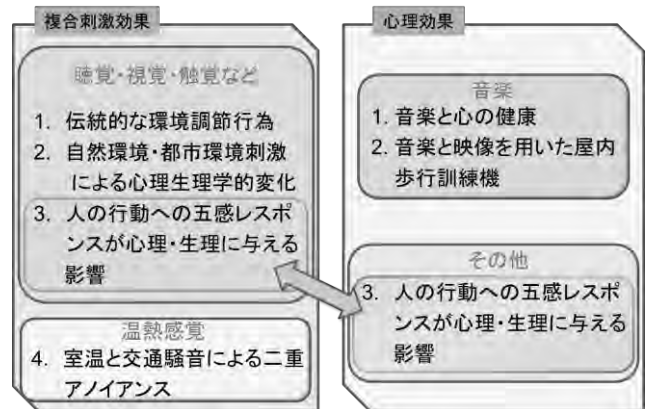 複合刺激効果
聴覚・視覚・触覚など
1. 伝統的な環境調節行為
2. 自然環境・都市環境刺激
による心理生理学的変化
3. 人の行動への五感レスポ
ンスが心理・生理に与える
影響
温熱感覚
4. 室温と交通騒音による二重
アノイアンス
心理効果
音楽
1. 音楽と心の健康
2. 音楽と映像を用いた屋内
歩行訓練機
その他
3. 人の行動への五感レスポ
ンスが心理・生理に与える
影響